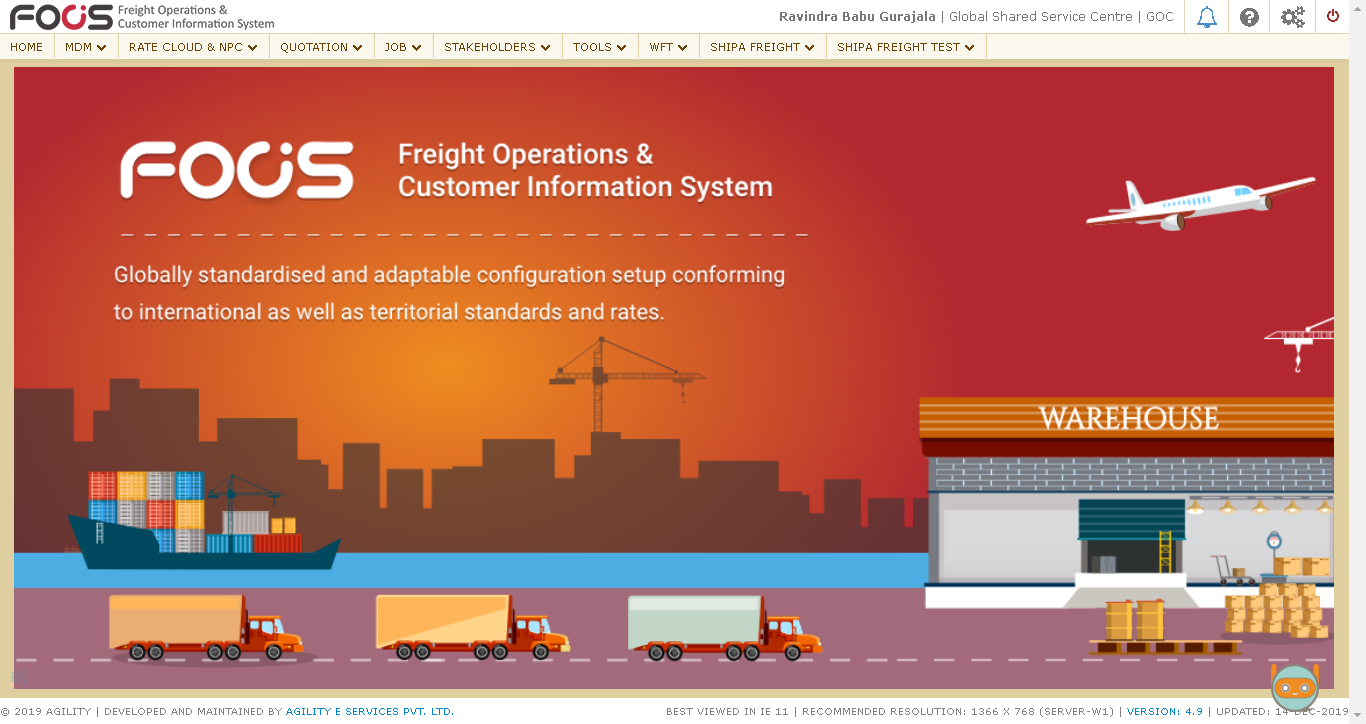 FOCUS Freight Operations &
Customer Information System
Ravindra Babu Gurajala | Global Shared Service Centre | GOC
HOME MDM RATE CLOUD & NPC QUOTATION JOB STAKEHOLDERS TOOLS WFT SHIPA FREIGHT SHIPA FREIGHT TEST
FOCUS Freight Operations &
Customer Information System
Globally standardised and adaptable configuration setup conforming
to international as well as territorial standards and rates.
WAREHOUSE
© 2019 AGILITY | DEVELOPED AND MAINTAINED BY AGILITY E SERVICES PVT. LTD. BEST VIEWED IN IE 11 | RECOMMENDED RESOLUTION: 1366 X 768 (SERVER-W1) | VERSION: 4.9 | UPDATED: 14-DEC-2019